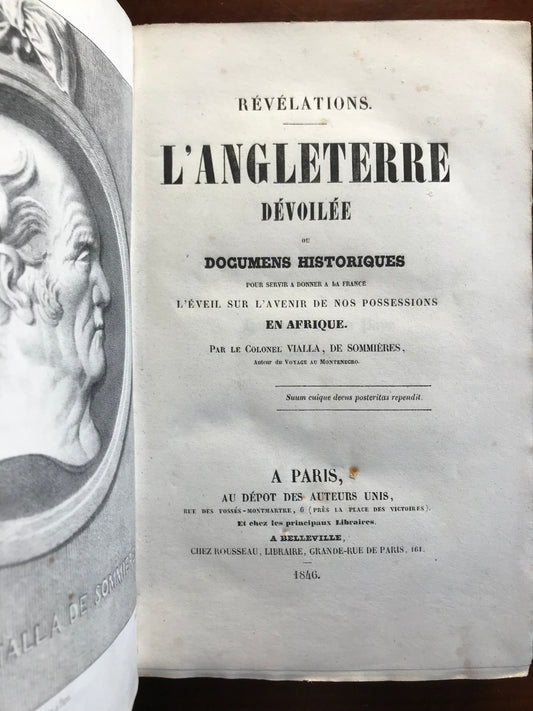 RÉVÉLATIONS.
L'ANGLETERRE
DÉVOILÉE
OU
DOCUMENS HISTORIQUES
POUR SERVIR A DONNER A LA FRANCE
L'ÉVEIL SUR L'AVENIR DE NOS POSSESSIONS
EN AFRIQUE.
PAR LE COLONEL VIALLA, DE SOMMIÈRES,
Auteur du VOYAGE AU MONTENEGRO.
Suum cuique decus posteritas rependit.
A PARIS,
AU DÉPOT DES AUTEURS UNIS,
RUE DES FOSSÉS-MONTMARTRE, 6 (PRÈS LA PLACE DES VICTOIRES).
Et chez les principaux Libraires.
A BELLEVILLE,
CHEZ ROUSSEAU, LIBRAIRE, GRANDE-RUE DE PARIS, 161.
1846.
IALLA DE SOMMIE